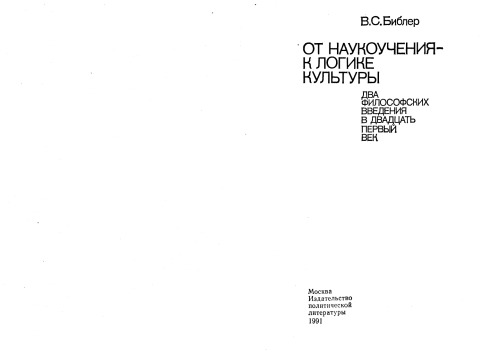 В.С.Библер
ОТ НАУКОУЧЕНИЯ–
К ЛОГИКЕ
КУЛЬТУРЫ
ДВА
ФИЛОСОФСКИХ
ВВЕДЕНИЯ
В ДВАДЦАТЬ
ПЕРВЫЙ
ВЕК
Москва
Издательство
политической
литературы
1991